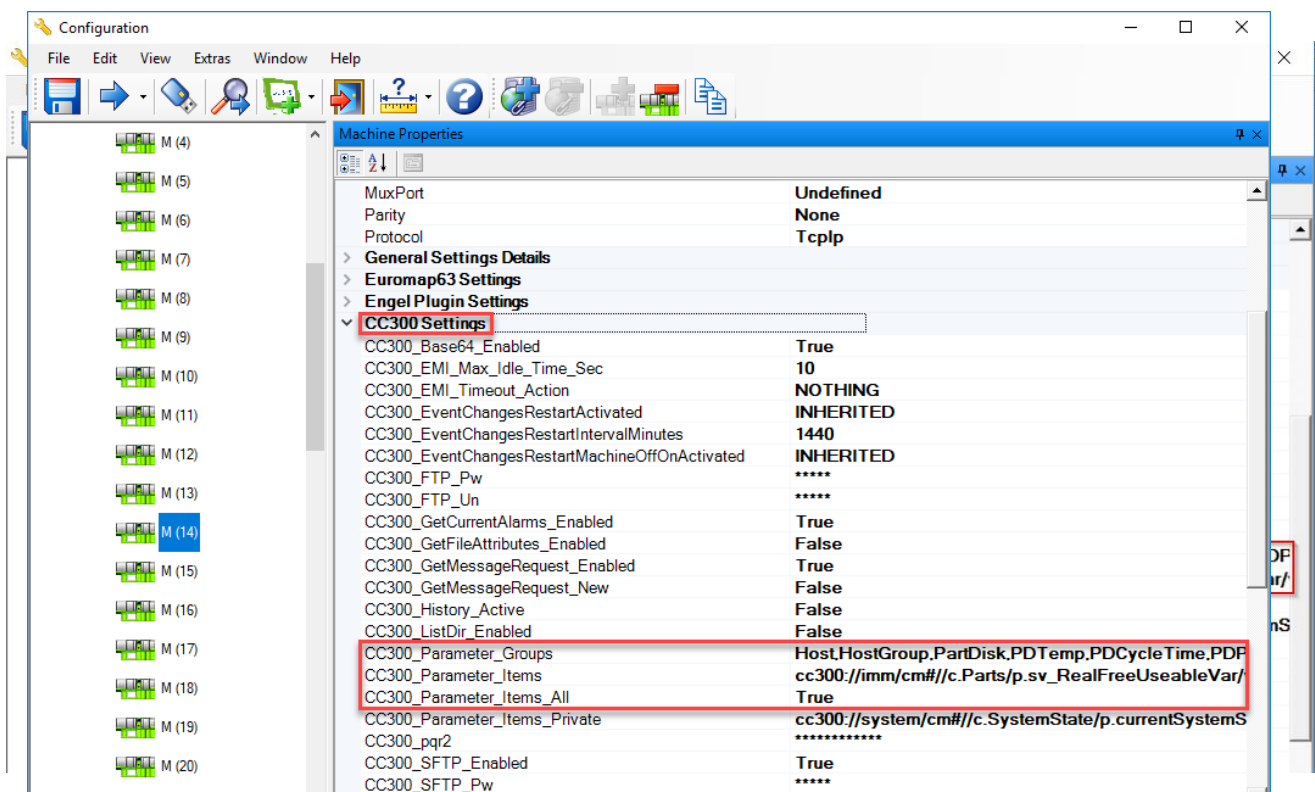 Configuration
File Edit View Extras Window Help
Machine Properties
M (4)
M (5)
M (6)
M (7)
M (8)
M (9)
M (10)
M (11)
M (12)
M (13)
M (14)
M (15)
M (16)
M (17)
M (18)
M (19)
M (20)
MuxPort Undefined
Parity None
Protocol TcpIp
General Settings Details
Euromap63 Settings
Engel Plugin Settings
CC300 Settings
CC300_Base64_Enabled True
CC300_EMI_Max_Idle_Time_Sec 10
CC300_EMI_Timeout_Action NOTHING
CC300_EventChangesRestartActivated INHERITED
CC300_EventChangesRestartIntervalMinutes 1440
CC300_EventChangesRestartMachineOffOnActivated INHERITED
CC300_FTP_Pw *****
CC300_FTP_Un *****
CC300_GetCurrentAlarms_Enabled True
CC300_GetFileAttributes_Enabled False
CC300_GetMessageRequest_Enabled True
CC300_GetMessageRequest_New False
CC300_History_Active False
CC300_ListDir_Enabled False
CC300_Parameter_Groups Host,HostGroup,PartDisk,PDTemp,PDCycleTime,PDP
CC300_Parameter_Items cc300://imm/cm#//c.Parts/p.sv_RealFreeUseableVar/
CC300_Parameter_Items_All True
CC300_Parameter_Items_Private cc300://system/cm#//c.SystemState/p.currentSystemS
CC300_pqr2 ************
CC300_SFTP_Enabled True
CC300_SFTP_Pw *****
DP
ar/
nS